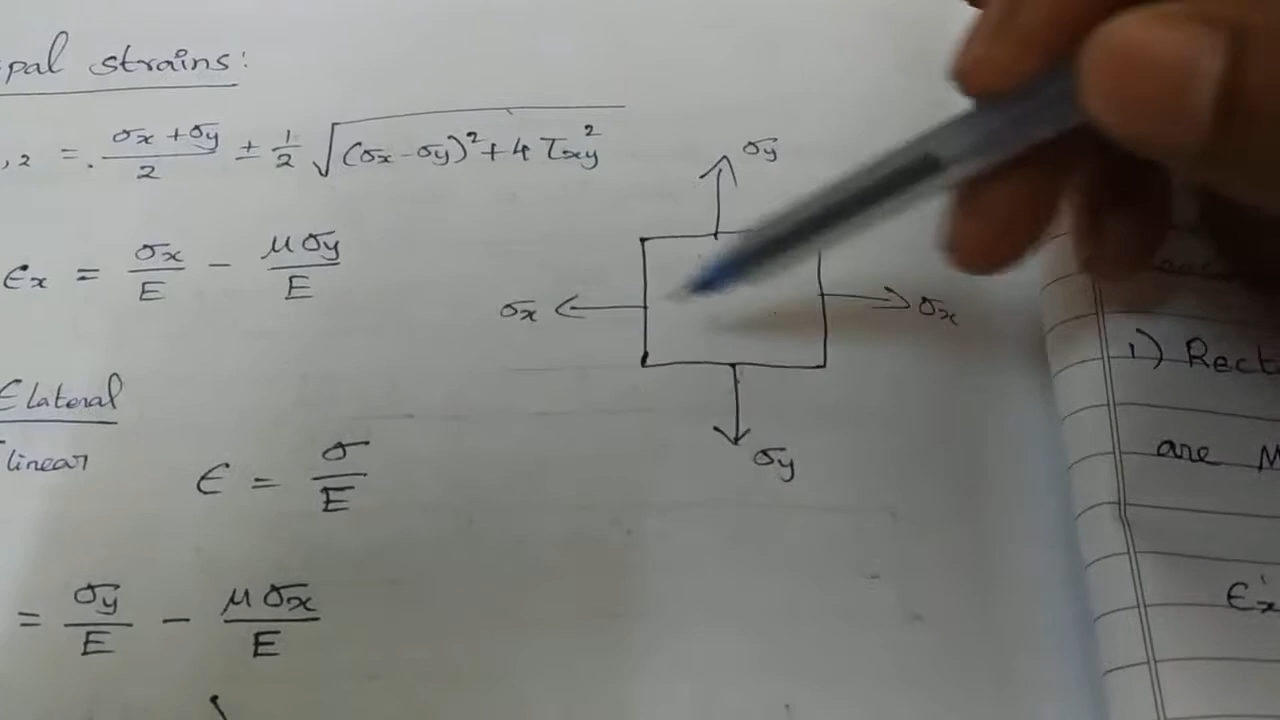 pal strains:
,2 = σx + σy / 2 ± 1/2 √(σx - σy)² + 4 τxy²
ϵx = σx / E - μσy / E
ϵ lateral
linear
ϵ = σ / E
= σy / E - μσx / E
σy
σx
σx
σy
1) Rect
are M
ϵx